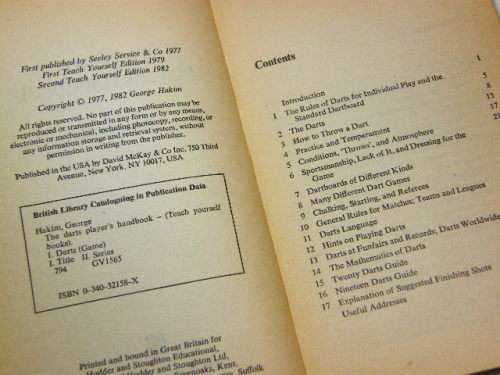 First published by Seeley Service & Co 1977
First Teach Yourself Edition 1979
Second Teach Yourself Edition 1982
Copyright © 1977, 1982 George Hakim
All rights reserved. No part of this publication may be
reproduced or transmitted in any form or by any means,
electronic or mechanical, including photocopy, recording, or
any information storage and retrieval system, without
permission in writing from the publisher.
Published in the USA by David McKay & Co Inc, 750 Third
Avenue, New York, NY 10017, USA
British Library Cataloguing in Publication Data
Hakim, George
The darts player's handbook – (Teach yourself
books).
1. Darts (Game)
I. Title II. Series
794 GV1565
ISBN 0-340-32158-X
Printed and bound in Great Britain for
Hodder and Stoughton Educational,
Hodder and Stoughton Ltd,
Sevenoaks, Kent,
Suffolk
Contents
Introduction 1
1 The Rules of Darts for Individual Play and the
Standard Dartboard 5
2 The Darts 8
3 How to Throw a Dart 13
4 Practice and Temperament 17
5 Conditions, 'Throws', and Atmosphere
6 Sportsmanship, Lack of It, and Dressing for the
Game
7 Dartboards of Different Kinds
8 Many Different Dart Games
9 Chalking, Starting, and Referees
10 General Rules for Matches; Teams and Leagues
11 Darts Language
12 Hints on Playing Darts
13 Darts at Funfairs and Records; Darts Worldwide
14 The Mathematics of Darts
15 Twenty Darts Guide
16 Nineteen Darts Guide
17 Explanation of Suggested Finishing Shots
Useful Addresses